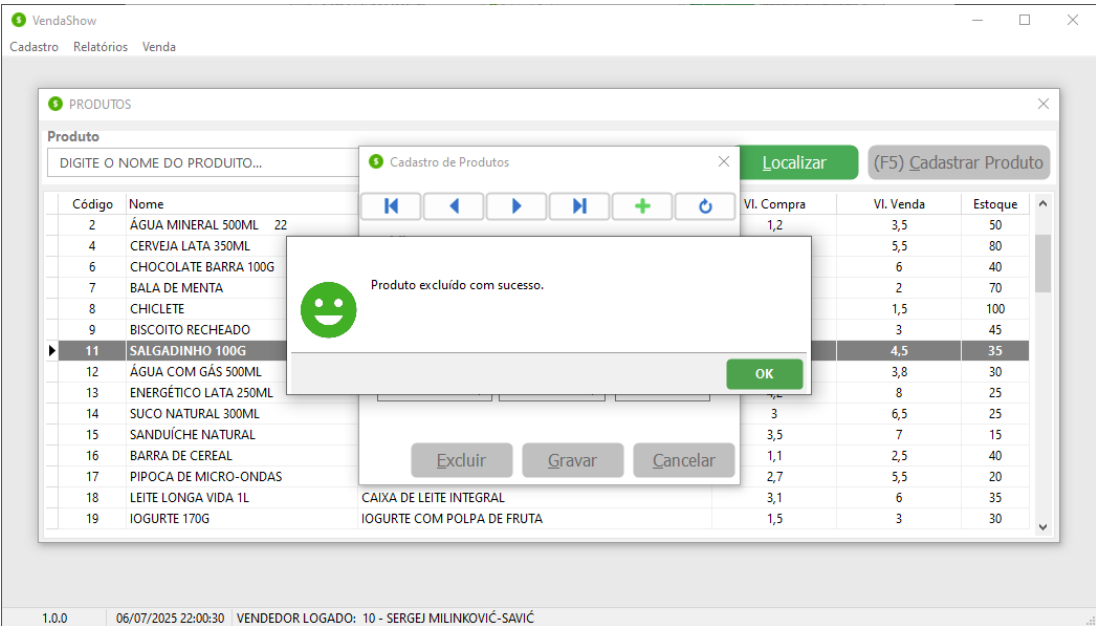 VendaShow
Cadastro Relatórios Venda
PRODUTOS
Produto
DIGITE O NOME DO PRODUITO...
Localizar
(F5) Cadastrar Produto
Cadastro de Produtos
Código Nome Vl. Compra Vl. Venda Estoque
2 ÁGUA MINERAL 500ML 22 1,2 3,5 50
4 CERVEJA LATA 350ML 5,5 80
6 CHOCOLATE BARRA 100G 6 40
7 BALA DE MENTA 2 70
8 CHICLETE 1,5 100
9 BISCOITO RECHEADO 3 45
11 SALGADINHO 100G 4,5 35
12 ÁGUA COM GÁS 500ML 3,8 30
13 ENERGÉTICO LATA 250ML 4,2 8 25
14 SUCO NATURAL 300ML 3 6,5 25
15 SANDUÍCHE NATURAL 3,5 7 15
16 BARRA DE CEREAL 1,1 2,5 40
17 PIPOCA DE MICRO-ONDAS 2,7 5,5 20
18 LEITE LONGA VIDA 1L CAIXA DE LEITE INTEGRAL 3,1 6 35
19 IOGURTE 170G IOGURTE COM POLPA DE FRUTA 1,5 3 30
Produto excluído com sucesso.
OK
Excluir Gravar Cancelar
1.0.0 06/07/2025 22:00:30 VENDEDOR LOGADO: 10 - SERGEJ MILINKOVIĆ-SAVIĆ